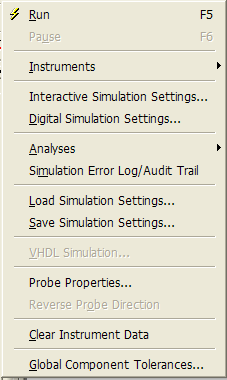 Run F5
Pause F6
Instruments
Interactive Simulation Settings...
Digital Simulation Settings...
Analyses
Simulation Error Log/Audit Trail
Load Simulation Settings...
Save Simulation Settings...
VHDL Simulation...
Probe Properties...
Reverse Probe Direction
Clear Instrument Data
Global Component Tolerances...